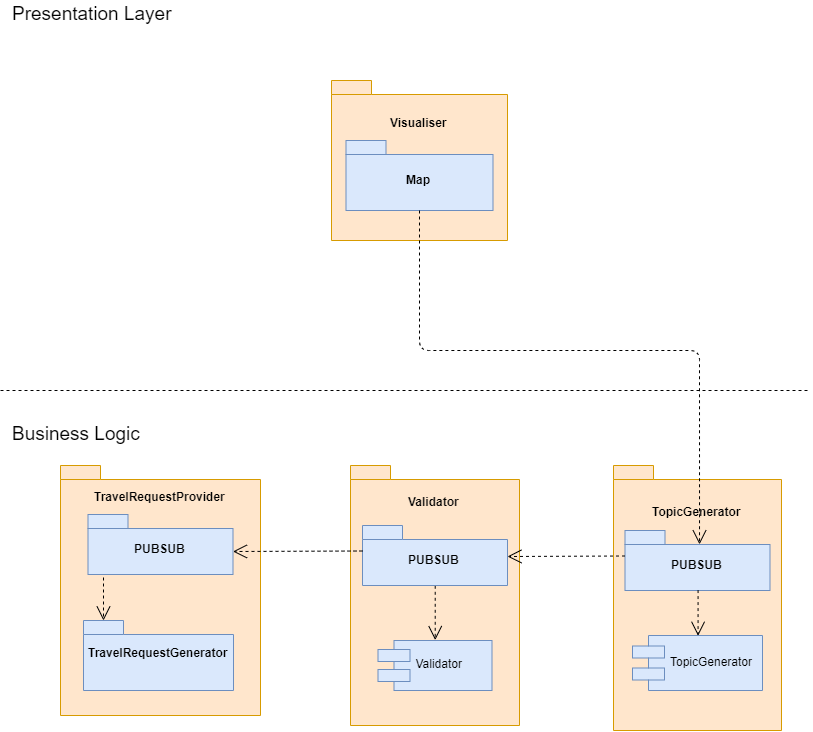 Presentation Layer
Visualiser
Map
Business Logic
TravelRequestProvider
PUBSUB
TravelRequestGenerator
Validator
PUBSUB
Validator
TopicGenerator
PUBSUB
TopicGenerator